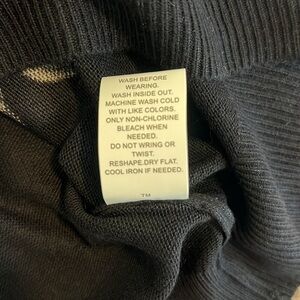 WASH BEFORE
WEARING.
WASH INSIDE OUT.
MACHINE WASH COLD
WITH LIKE COLORS.
ONLY NON-CHLORINE
BLEACH WHEN
NEEDED.
DO NOT WRING OR
TWIST.
RESHAPE.DRY FLAT.
COOL IRON IF NEEDED.
TM